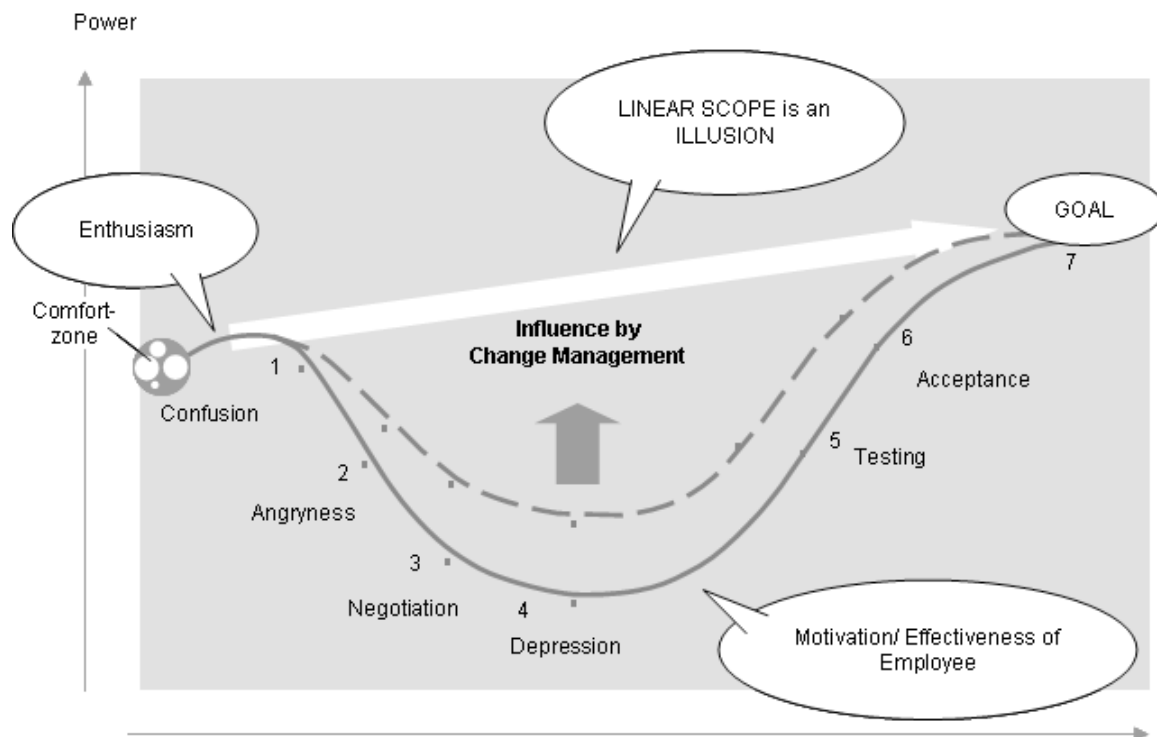 Power
LINEAR SCOPE is an
ILLUSION
Enthusiasm
GOAL
7
Comfort-
zone
Influence by
Change Management
1
6
Confusion
Acceptance
5
Testing
2
Angryness
3
Negotiation
4
Depression
Motivation/ Effectiveness of
Employee